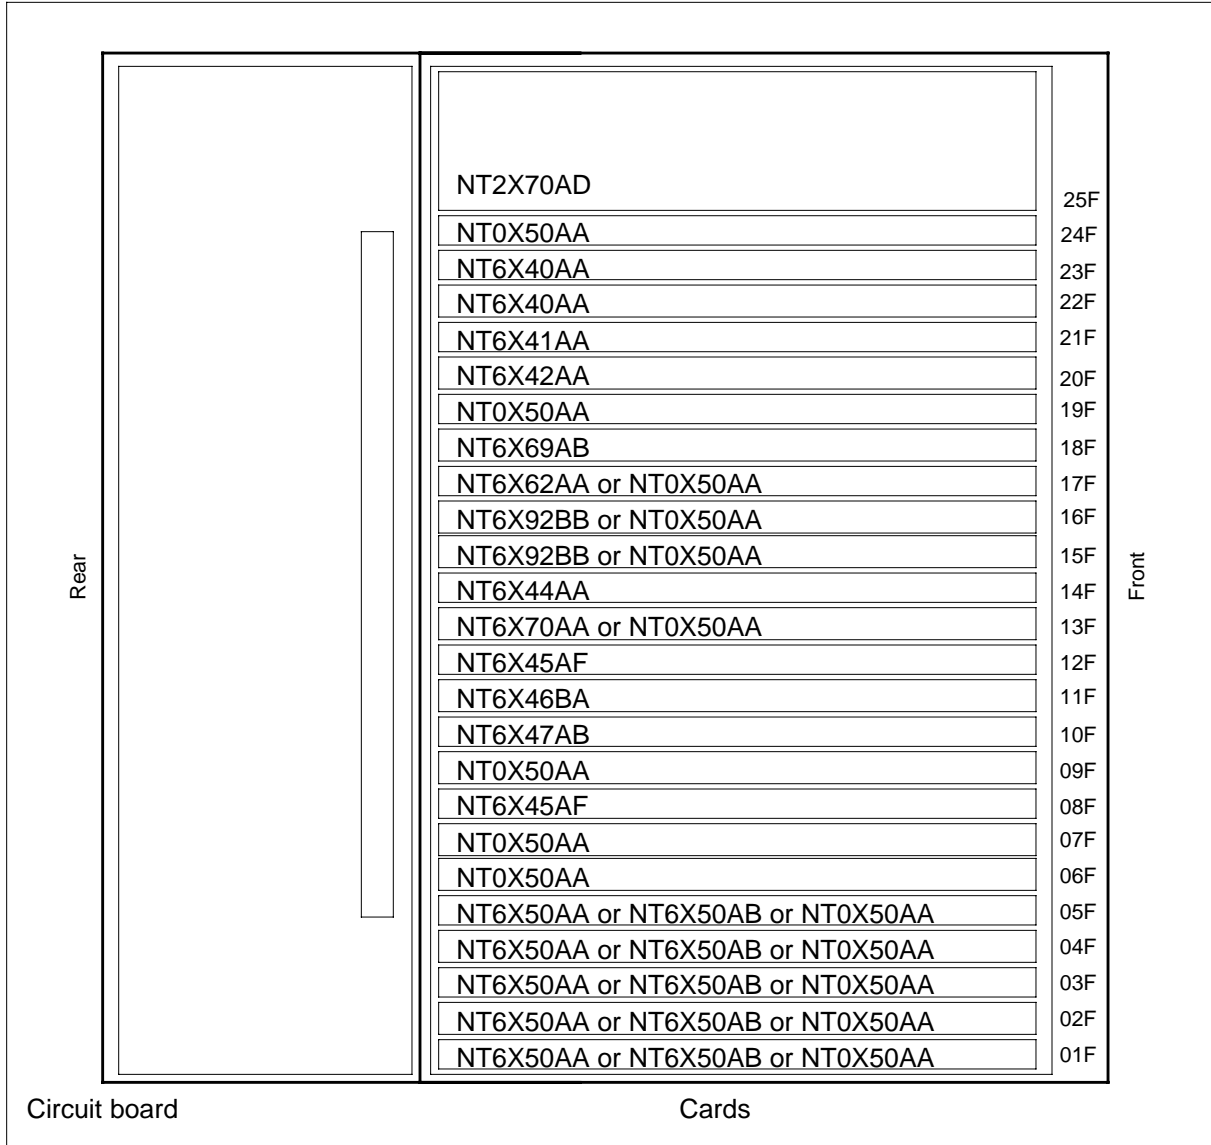 NT2X70AD 25F
NT0X50AA 24F
NT6X40AA 23F
NT6X40AA 22F
NT6X41AA 21F
NT6X42AA 20F
NT0X50AA 19F
NT6X69AB 18F
NT6X62AA or NT0X50AA 17F
NT6X92BB or NT0X50AA 16F
NT6X92BB or NT0X50AA 15F
Rear
Front
NT6X44AA 14F
NT6X70AA or NT0X50AA 13F
NT6X45AF 12F
NT6X46BA 11F
NT6X47AB 10F
NT0X50AA 09F
NT6X45AF 08F
NT0X50AA 07F
NT0X50AA 06F
NT6X50AA or NT6X50AB or NT0X50AA 05F
NT6X50AA or NT6X50AB or NT0X50AA 04F
NT6X50AA or NT6X50AB or NT0X50AA 03F
NT6X50AA or NT6X50AB or NT0X50AA 02F
NT6X50AA or NT6X50AB or NT0X50AA 01F
Circuit board
Cards